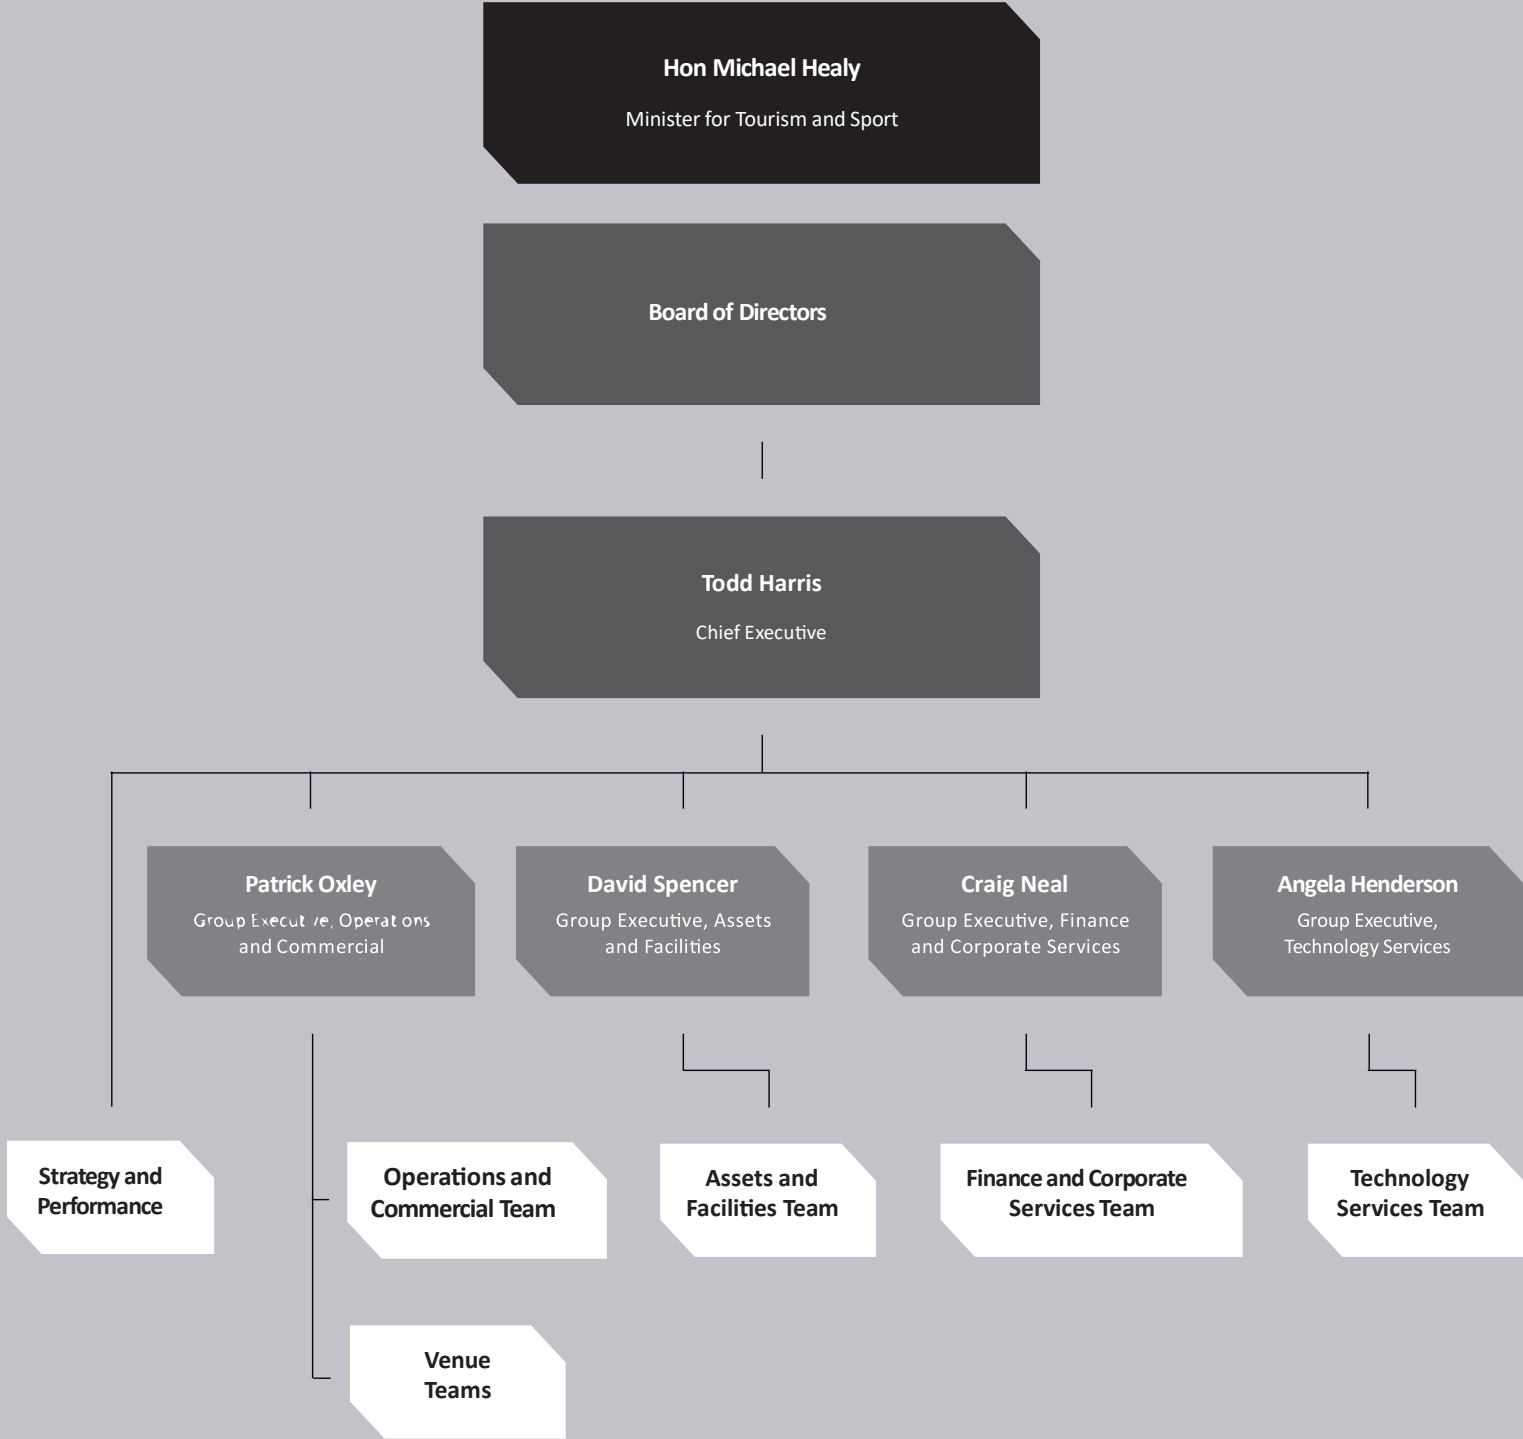 Hon Michael Healy
Minister for Tourism and Sport
Board of Directors
Todd Harris
Chief Executive
Patrick Oxley
Group Executive, Operations
and Commercial
David Spencer
Group Executive, Assets
and Facilities
Craig Neal
Group Executive, Finance
and Corporate Services
Angela Henderson
Group Executive,
Technology Services
Strategy and
Performance
Operations and
Commercial Team
Assets and
Facilities Team
Finance and Corporate
Services Team
Technology
Services Team
Venue
Teams